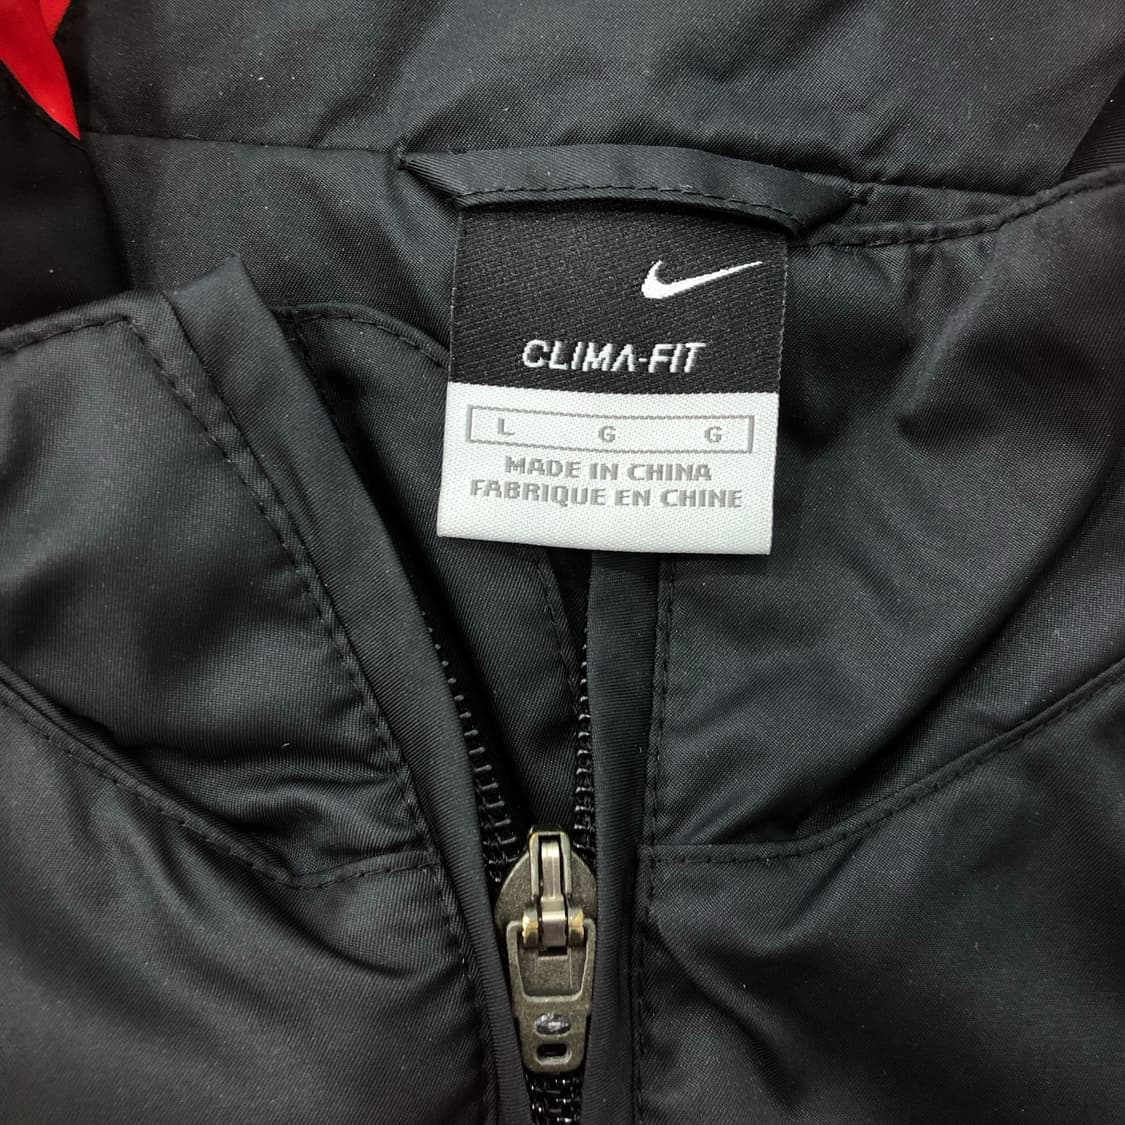 CLIMA-FIT
L G G
MADE IN CHINA
FABRIQUE EN CHINE